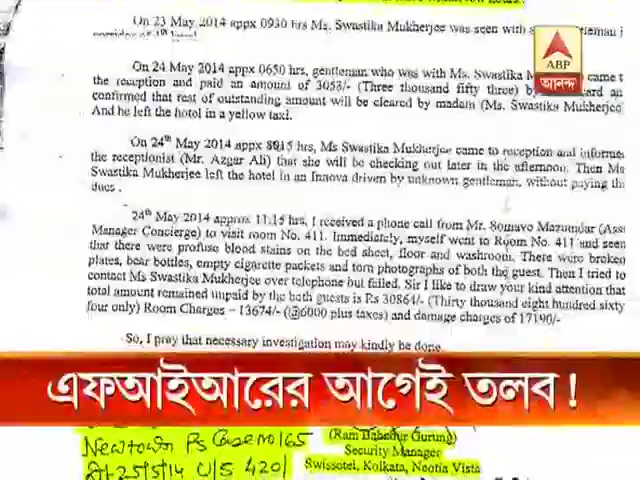 On 23 May 2014 appx 0930 hrs Ms. Swastika Mukherjee was seen with
On 24 May 2014 appx 0650 hrs, gentleman who was with Ms. Swastika came t
ABP
আনন্দ
the reception and paid an amount of 3053/- (Three thousand fifty three) by
confirmed that rest of outstanding amount will be cleared by madam (Ms. Swastika Mukherjee
And he left the hotel in a yellow taxi.
On 24th May 2014 appx 8015 hrs, Ms Swastika Mukherjee came to reception and informe
the receptionist (Mr. Azgar Ali) that she will be checking out later in the afternoon. Then Ms
Swastika Mukherjee left the hotel in an Innova driven by unknown gentleman, without paying the
dues .
24th May 2014 approx 11.15 hrs, I received a phone call from Mr. Somavo Mazumdar (Asst
Manager Concierge) to visit room No. 411. Immediately, myself went to Room No. 411 and seen
that there were profuse blood stains on the bed sheet, floor and washroom. There were broken
plates, bear bottles, empty cigarette packets and torn photographs of both the guest. Then I tried to
contact Ms Swastika Mukherjee over telephone but failed. Sir I like to draw your kind attention that
total amount remained unpaid by the both guests is Rs 30864/- (Thirty thousand eight hundred sixty
four only) Room Charges – 13674/- (@6000 plus taxes) and damage charges of 17190/-
So, I pray that necessary investigation may kindly be done.
এফআইআরের আগেই তলব!
Newtown Ps Case no 165
dt 25/5/14 U/S 420/
(Ram Bahadur Gurung)
Security Manager
Swissotel, Kolkata, Neotia Vista